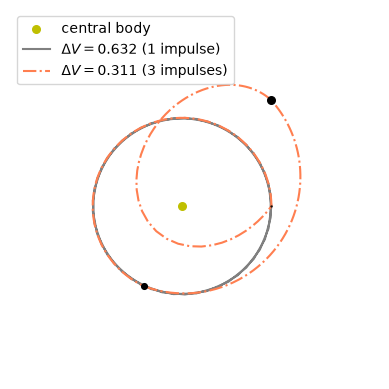 central body
ΔV = 0.632 (1 impulse)
ΔV = 0.311 (3 impulses)